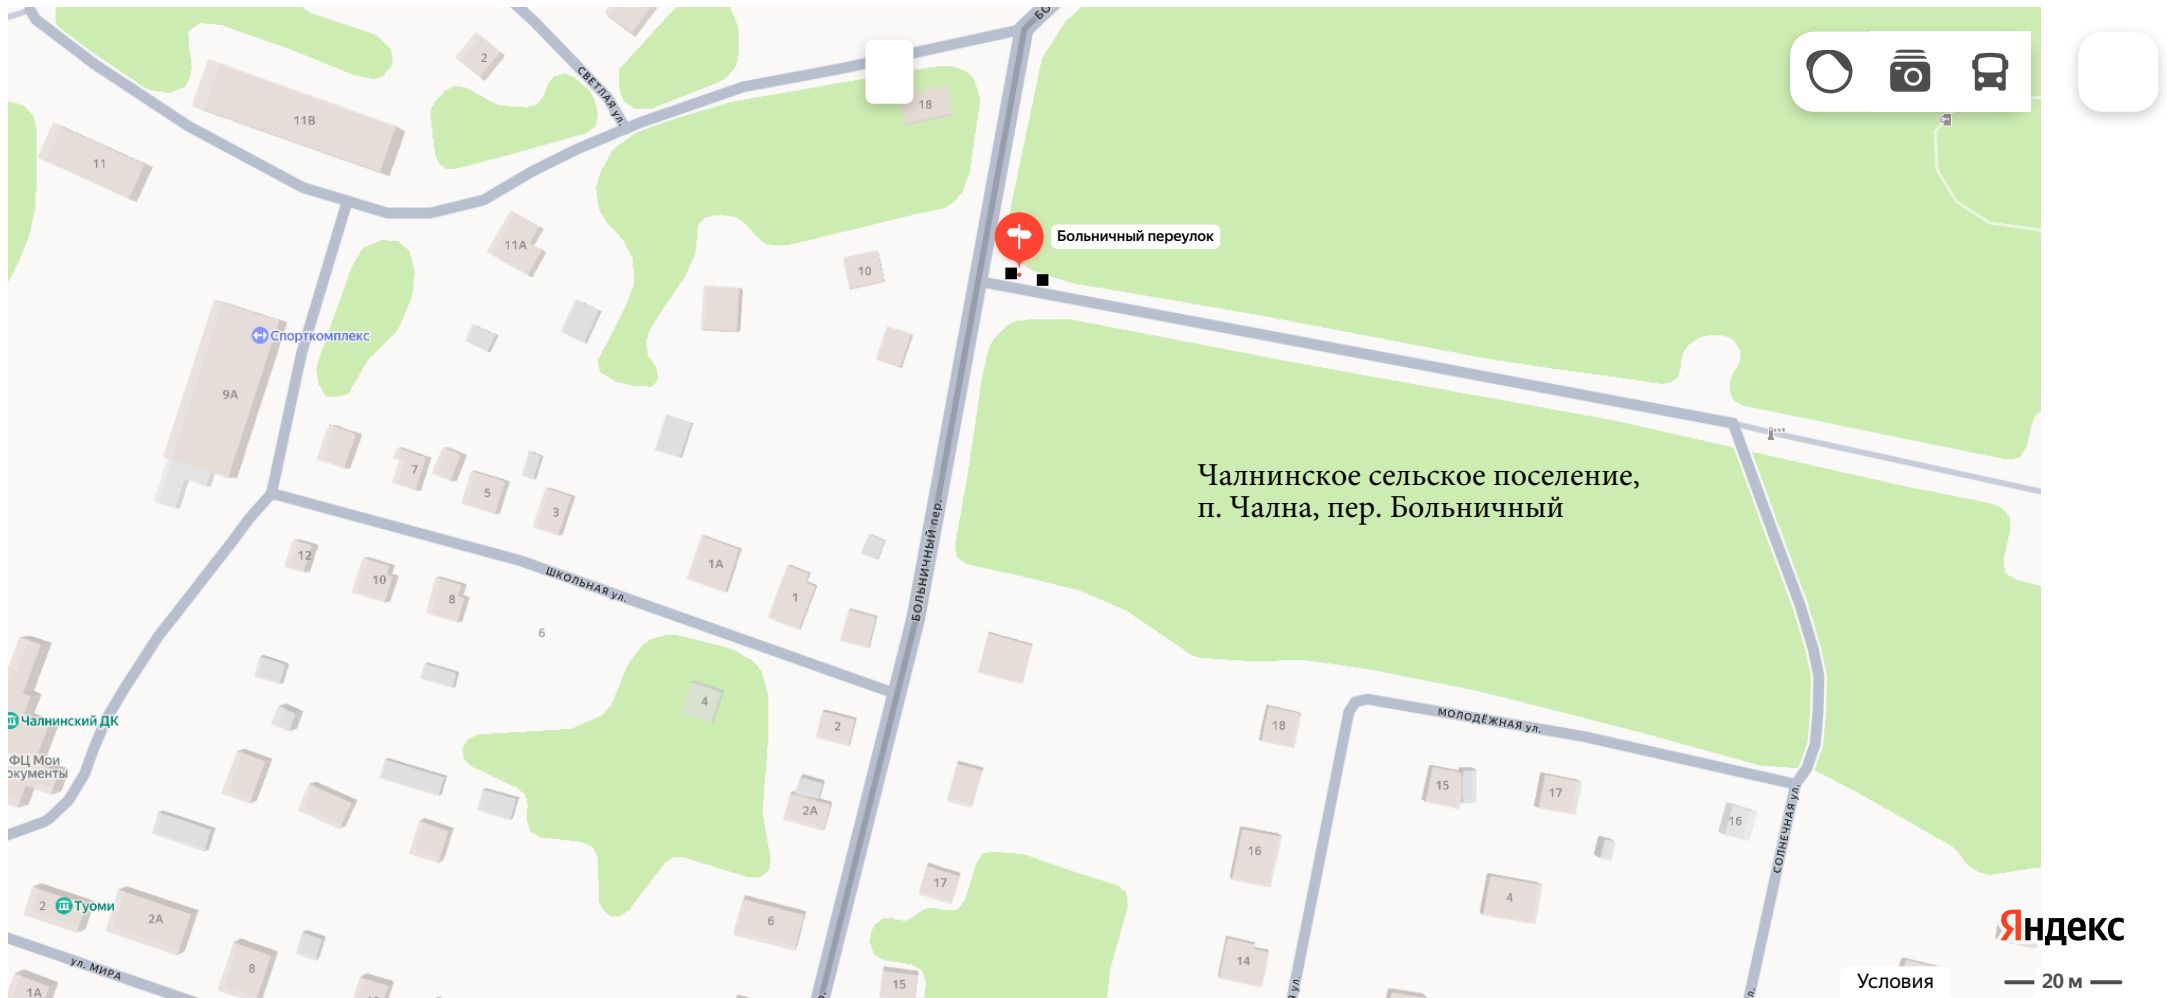 БО
2
СВЕТЛАЯ ул.
18
11В
11
11А
10
Больничный переулок
Спорткомплекс
9А
7
5
3
Чалнинское сельское поселение,
п. Чална, пер. Больничный
БОЛЬНИЧНЫЙ пер.
12
10
8
1А
1
ШКОЛЬНАЯ ул.
6
4
2
Чалнинский ДК
ФЦ Мои
окументы
18
МОЛОДЁЖНАЯ ул.
15
17
16
2А
СОЛНЕЧНАЯ ул.
16
17
4
2
Туоми
2А
6
Яндекс
ул. МИРА
8
14
15
1А
Условия
20 м